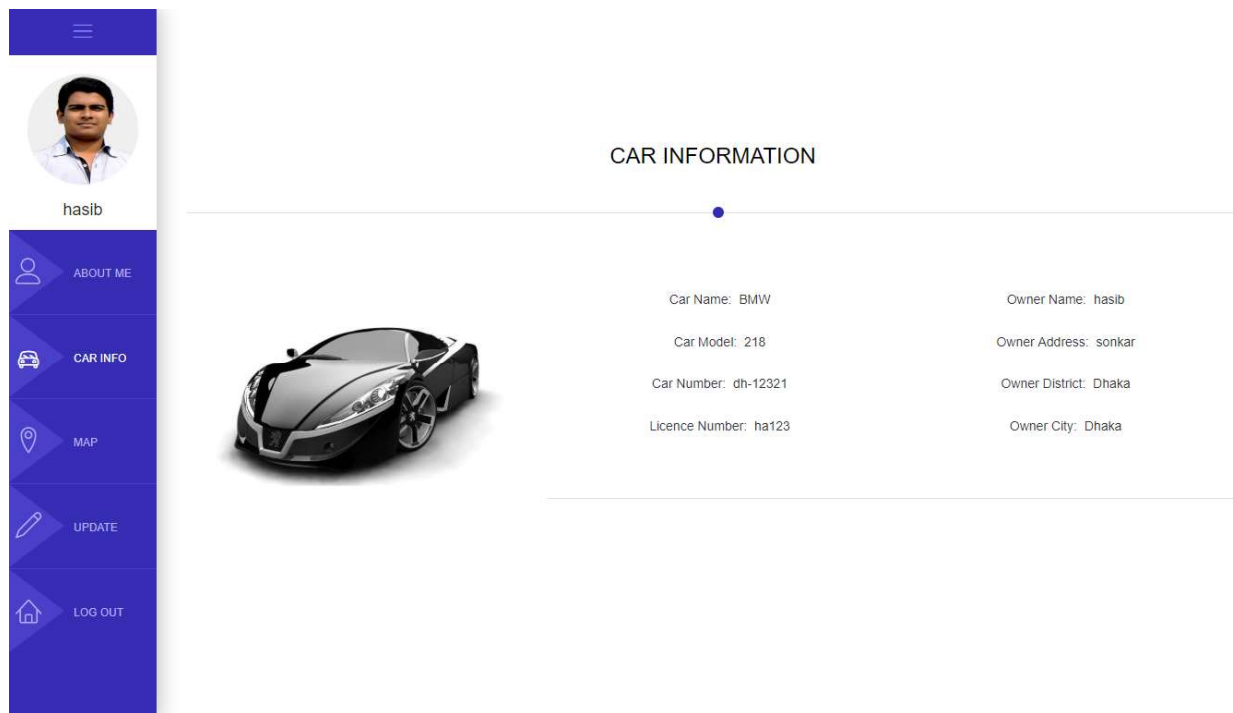 hasib
ABOUT ME
CAR INFO
MAP
UPDATE
LOG OUT
CAR INFORMATION
Car Name: BMW
Car Model: 218
Car Number: dh-12321
Licence Number: ha123
Owner Name: hasib
Owner Address: sonkar
Owner District: Dhaka
Owner City: Dhaka